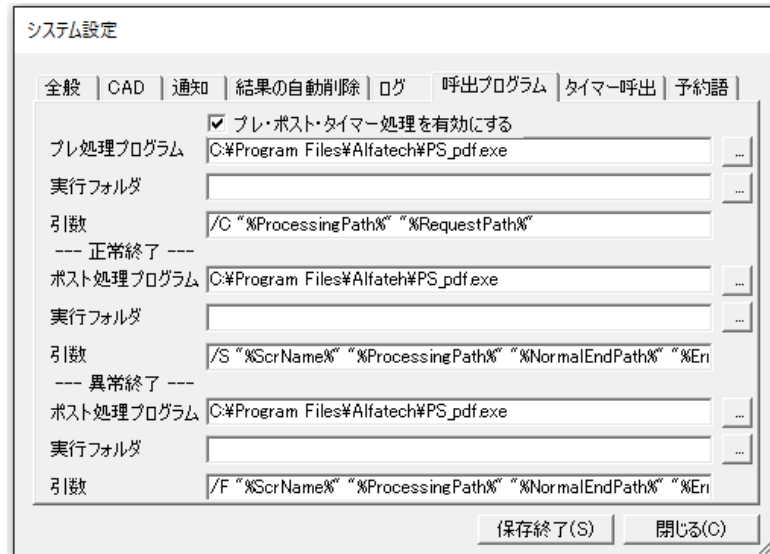 システム設定
全般 CAD 通知 結果の自動削除 ログ 呼出プログラム タイマー呼出 予約語
プレ・ポスト・タイマー処理を有効にする
プレ処理プログラム C:¥Program Files¥Alfatech¥PS_pdf.exe ...
実行フォルダ ...
引数 /C "%ProcessingPath%" "%RequestPath%"
--- 正常終了 ---
ポスト処理プログラム C:¥Program Files¥Alfateh¥PS_pdf.exe ...
実行フォルダ ...
引数 /S "%ScrName%" "%ProcessingPath%" "%NormalEndPath%" "%Err
--- 異常終了 ---
ポスト処理プログラム C:¥Program Files¥Alfatech¥PS_pdf.exe ...
実行フォルダ ...
引数 /F "%ScrName%" "%ProcessingPath%" "%NormalEndPath%" "%Err
保存終了(S) 閉じる(C)